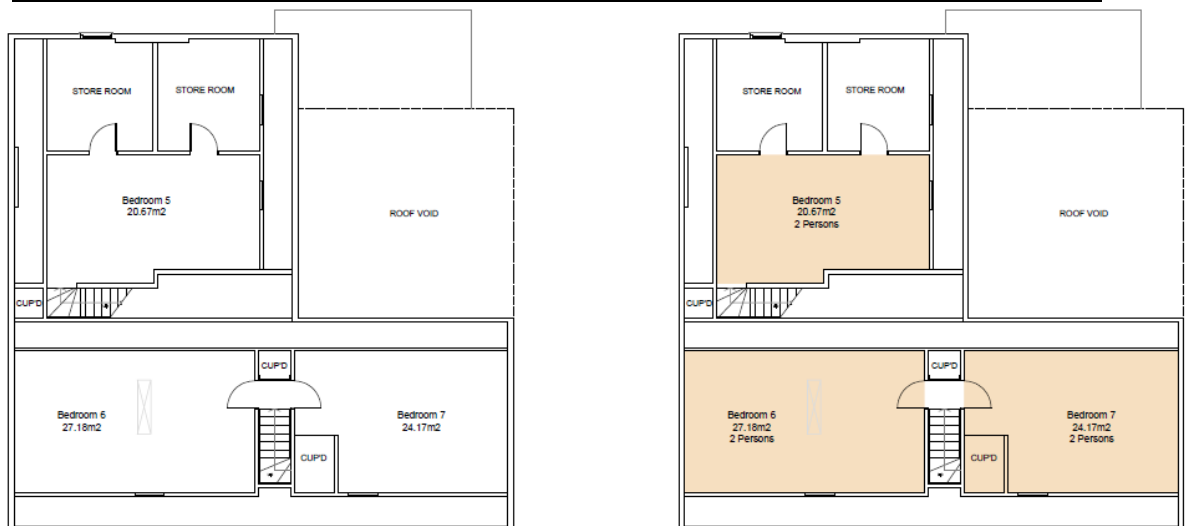 STORE ROOM
STORE ROOM
Bedroom 5
20.67m2
ROOF VOID
CUP'D
CUP'D
Bedroom 6
27.18m2
Bedroom 7
24.17m2
CUP'D
STORE ROOM
STORE ROOM
Bedroom 5
20.67m2
2 Persons
ROOF VOID
CUP'D
CUP'D
Bedroom 6
27.18m2
2 Persons
Bedroom 7
24.17m2
2 Persons
CUP'D